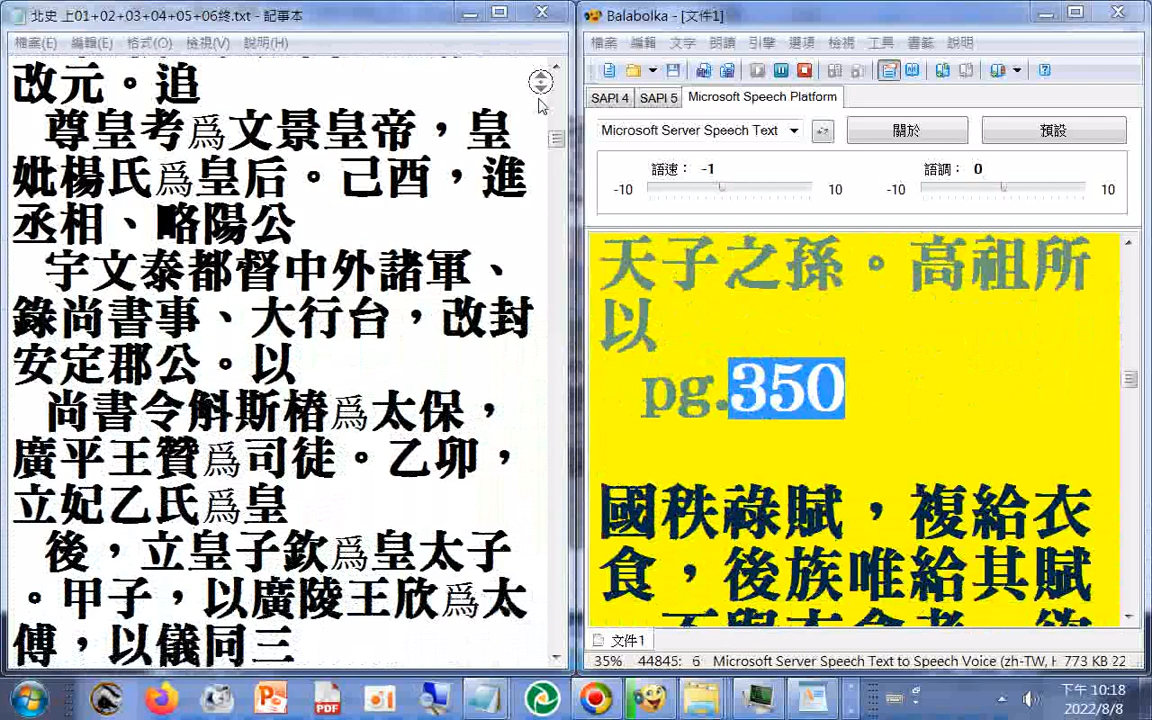 北史 上01+02+03+04+05+06終.txt - 記事本
檔案(E) 編輯(E) 格式(O) 檢視(V) 說明(H)
改元。追
尊皇考爲文景皇帝，皇
妣楊氏爲皇后。己酉，進
丞相、略陽公
宇文泰都督中外諸軍、
錄尚書事、大行台，改封
安定郡公。以
尚書令斛斯椿爲太保，
廣平王贊爲司徒。乙卯，
立妃乙氏爲皇
後，立皇子欽爲皇太子
。甲子，以廣陵王欣爲太
傅，以儀同三
Balabolka - [文件1]
檔案 編輯 文字 朗讀 引擎 選項 檢視 工具 書籤 說明
SAPI 4 SAPI 5 Microsoft Speech Platform
Microsoft Server Speech Text 關於 預設
語速： -1 語調： 0
-10 10 -10 10
天子之孫。高祖所
以
pg.350
國秩祿賦，複給衣
食，後族唯給其賦
文件1
35% 44845: 6 Microsoft Server Speech Text to Speech Voice (zh-TW, H 773 KB 22
PDF
下午 10:18
2022/8/8